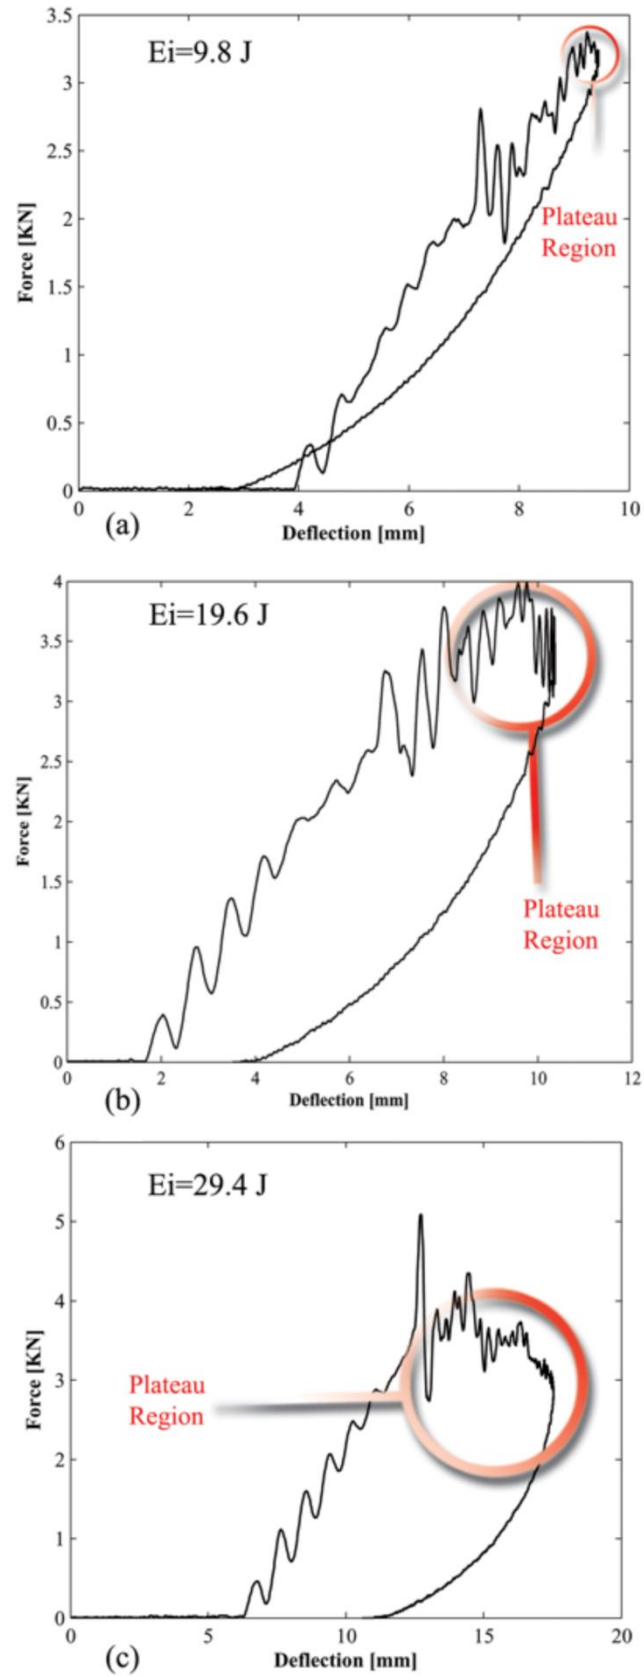 3.5
Ei=9.8 J
3
2.5
Plateau
Region
2
Force [KN]
1.5
1
0.5
0
0 2 4 6 8 10
(a)
Deflection [mm]
4
Ei=19.6 J
3.5
3
2.5
Force [KN]
2
1.5
Plateau
Region
1
0.5
0
0 2 4 6 8 10 12
(b)
Deflection [mm]
6
Ei=29.4 J
5
4
Force [KN]
3
Plateau
Region
2
1
0
0 5 10 15 20
(c)
Deflection [mm]